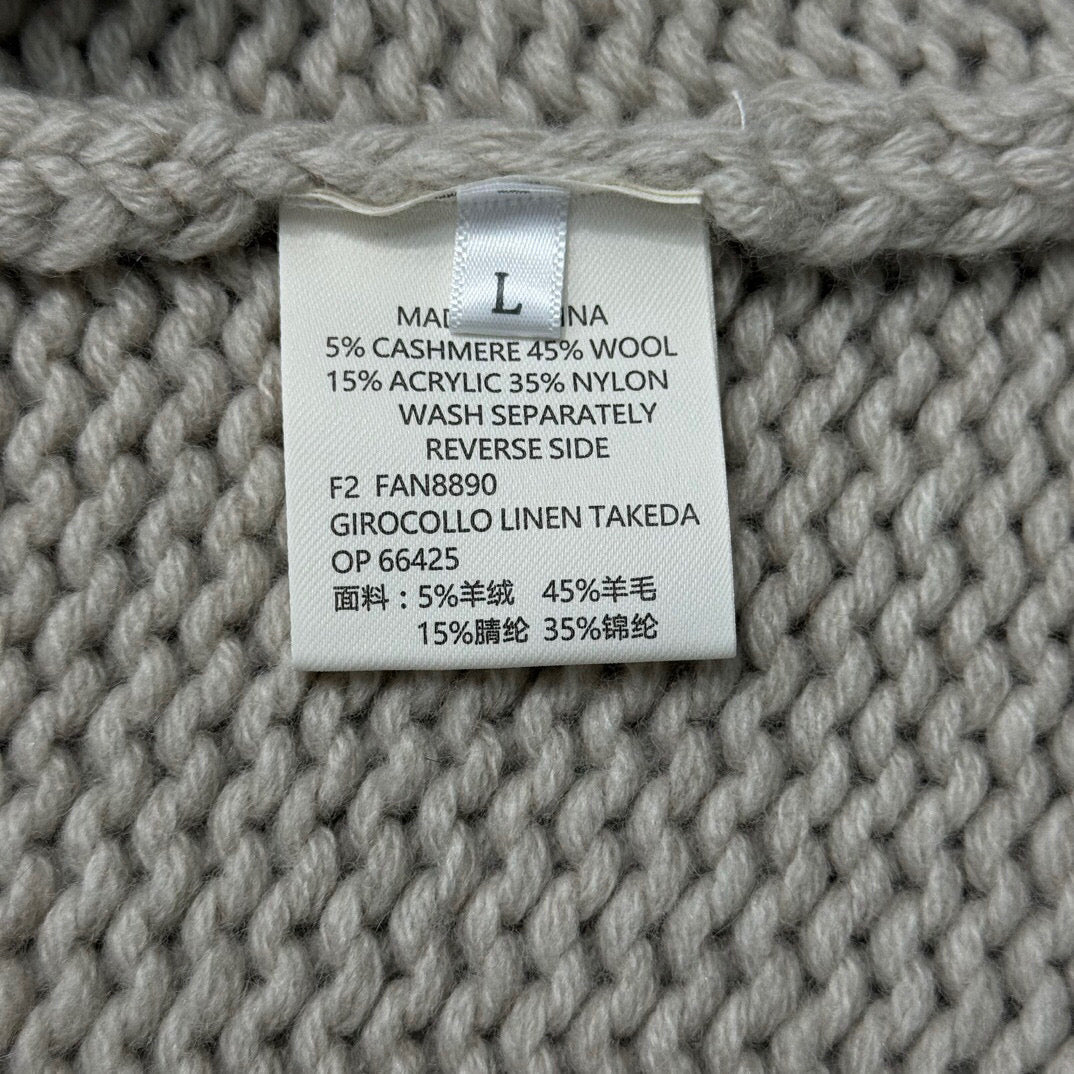 L
MAD INA
5% CASHMERE 45% WOOL
15% ACRYLIC 35% NYLON
WASH SEPARATELY
REVERSE SIDE
F2 FAN8890
GIROCOLLO LINEN TAKEDA
OP 66425
面料：5%羊绒 45%羊毛
15%腈纶 35%锦纶